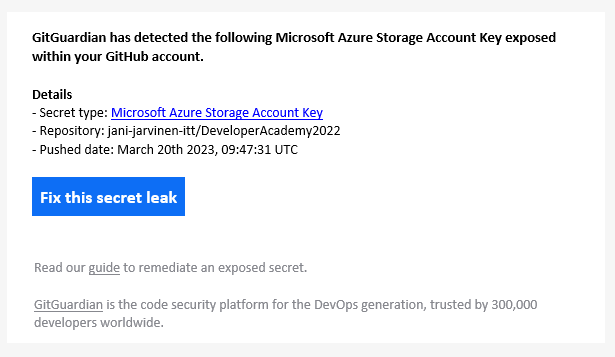 GitGuardian has detected the following Microsoft Azure Storage Account Key exposed
within your GitHub account.
Details
- Secret type: Microsoft Azure Storage Account Key
- Repository: jani-jarvinen-itt/DeveloperAcademy2022
- Pushed date: March 20th 2023, 09:47:31 UTC
Fix this secret leak
Read our guide to remediate an exposed secret.
GitGuardian is the code security platform for the DevOps generation, trusted by 300,000
developers worldwide.